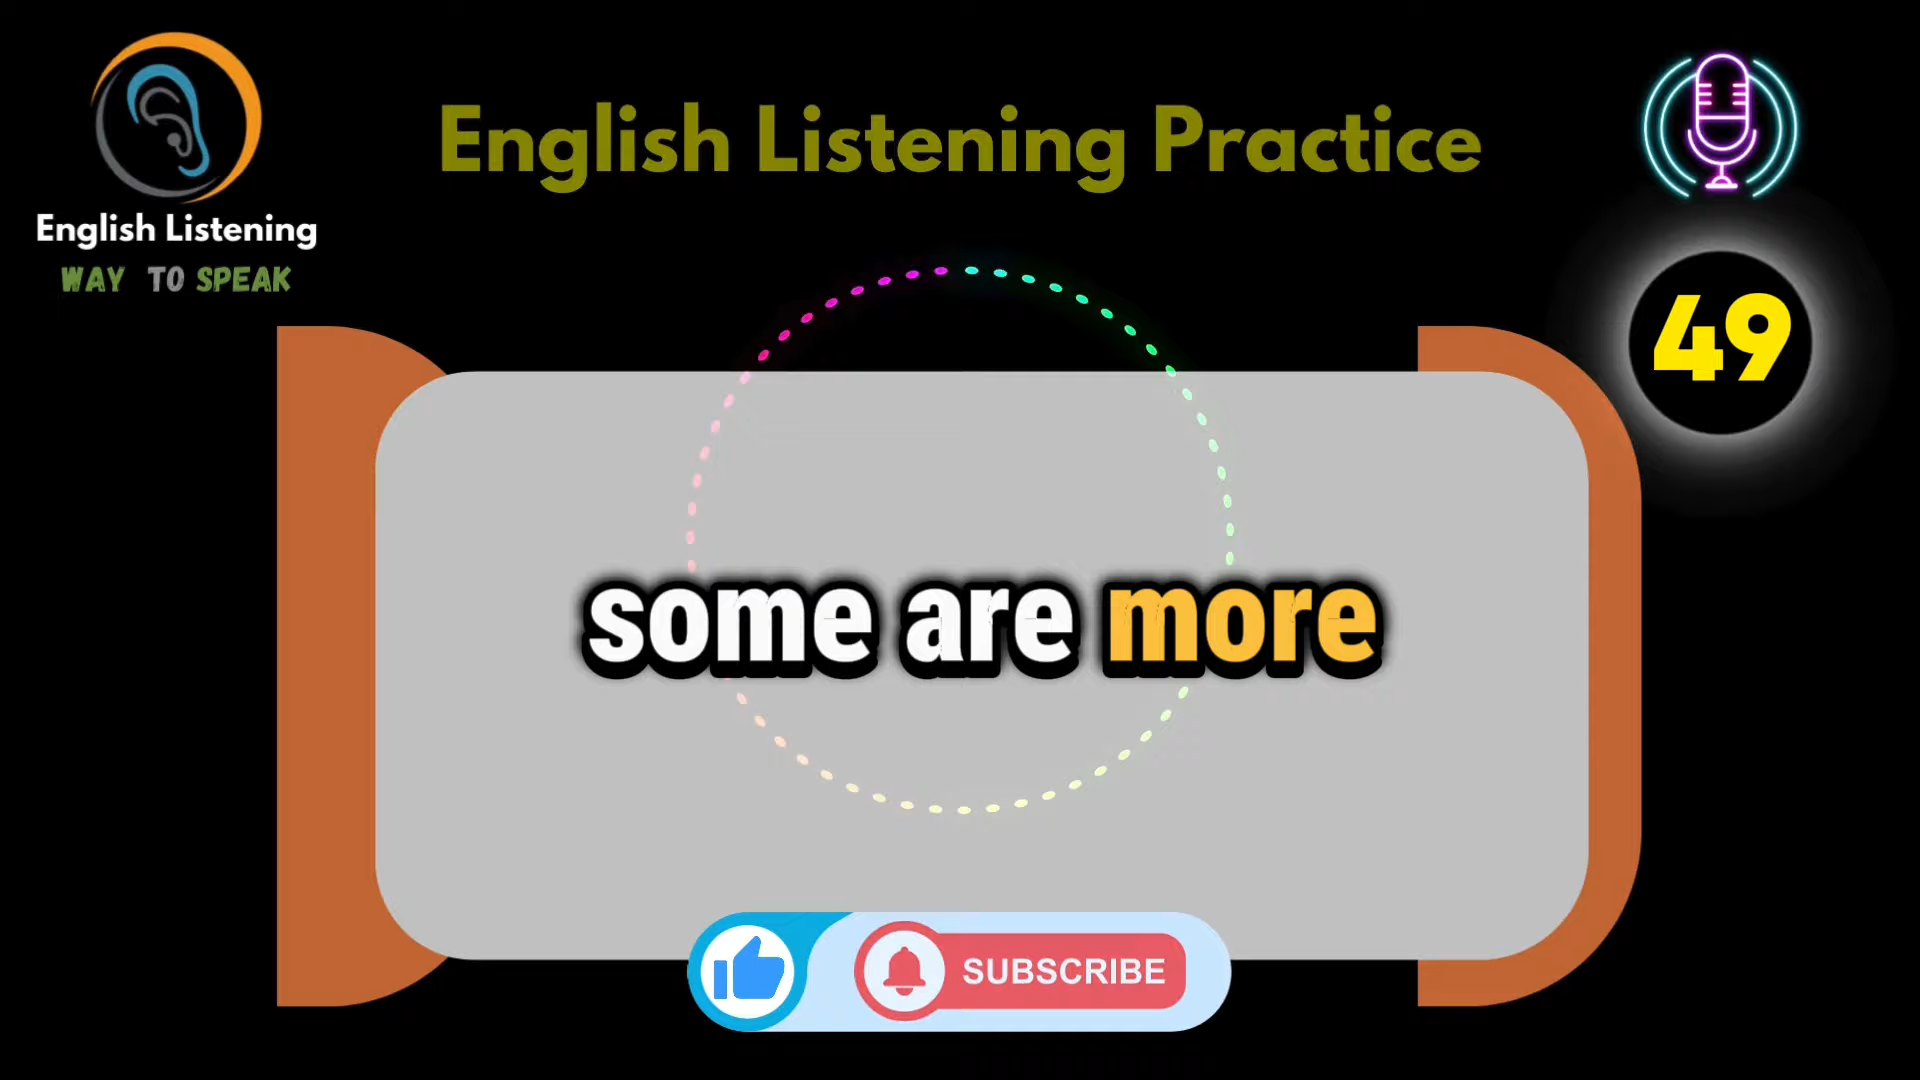 English Listening Practice
English Listening
WAY TO SPEAK
49
some are more
SUBSCRIBE